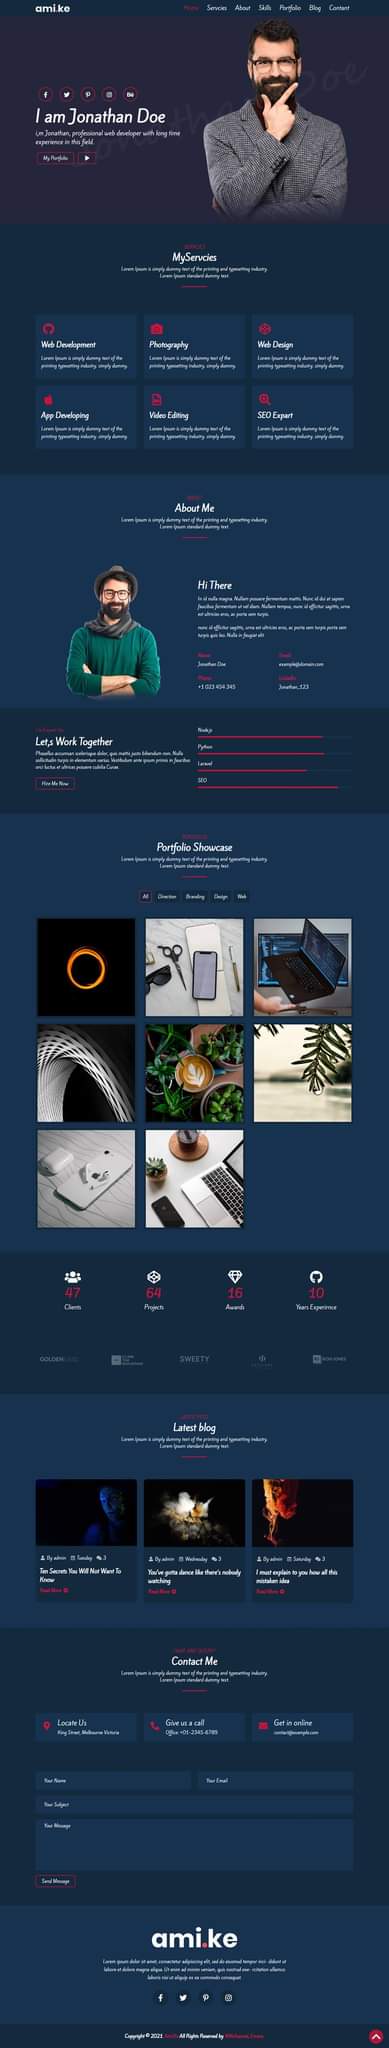 ami.ke
Home Servcies About Skills Portfolio Blog Contant
I am Jonathan Doe
i,m Jonathan, professional web developer with long time
experience in this field.
My Portfolio
SERVCIES
MyServcies
Lorem Ipsum is simply dummy text of the printing and typesetting industry.
Lorem Ipsum standard dummy text.
Web Development
Photography
Web Design
Lorem Ipsum is simply dummy text of the
printing typesetting industry. simply dummy.
Lorem Ipsum is simply dummy text of the
printing typesetting industry. simply dummy.
Lorem Ipsum is simply dummy text of the
printing typesetting industry. simply dummy.
App Developing
Video Editing
SEO Expart
Lorem Ipsum is simply dummy text of the
printing typesetting industry. simply dummy.
Lorem Ipsum is simply dummy text of the
printing typesetting industry. simply dummy.
Lorem Ipsum is simply dummy text of the
printing typesetting industry. simply dummy.
About Me
Lorem Ipsum is simply dummy text of the printing and typesetting industry.
Lorem Ipsum standard dummy text.
Hi There
In id nulla magna. Nullam posuere fermentum mattis. Nunc id dui at sapien
faucibus fermentum ut vel diam. Nullam tempus, nunc id efficitur sagittis, urna
est ultricies eros, ac porta sem turpis.
nunc id efficitur sagittis, urna est ultricies eros, ac porta sem turpis porta sem
turpis quis leo. Nulla in feugiat elit
Name
Email
Jonathan Doe
example@domain.com
Phone
Linkedin
+1 023 454 345
Jonathan_123
Let,s Work Together
Phasellus accumsan scelerisque dolor, quis mattis justo bibendum non. Nulla
sollicitudin turpis in elementum varius. Vestibulum ante ipsum primis in faucibus
orci luctus et ultrices posuere cubilia Curae.
Hire Me Now
Node.js
Python
Laravel
SEO
PORTFOLIO
Portfolio Showcase
Lorem Ipsum is simply dummy text of the printing and typesetting industry.
Lorem Ipsum standard dummy text.
All Direction Branding Design Web
47
64
16
10
Clients
Projects
Awards
Years Experirnce
SWEETY
Latest blog
Lorem Ipsum is simply dummy text of the printing and typesetting industry.
Lorem Ipsum standard dummy text.
By admin Tuesday 3
By admin Wednesday 3
By admin Saturday 3
Ten Secrets You Will Not Want To
Know
You've gotta dance like there's nobody
watching
I must explain to you how all this
mistaken idea
Read More
Read More
Read More
Contact Me
Lorem Ipsum is simply dummy text of the printing and typesetting industry.
Lorem Ipsum standard dummy text.
Locate Us
King Street, Melbourne Victoria
Give us a call
Office: +01-2345-6789
Get in online
contact@example.com
Your Name
Your Email
Your Subject
Your Message
Send Message
ami.ke
Lorem ipsum dolor sit amet, consectetur adipiscing elit, sed do eiusmod tempor inci- didunt ut
labore et dolore magna aliqua. Ut enim ad minim veniam, quis nostrud exe- rcitation ullamco
laboris nisi ut aliquip ex ea commodo consequat
Copyright © 2021 All Rights Reserved by